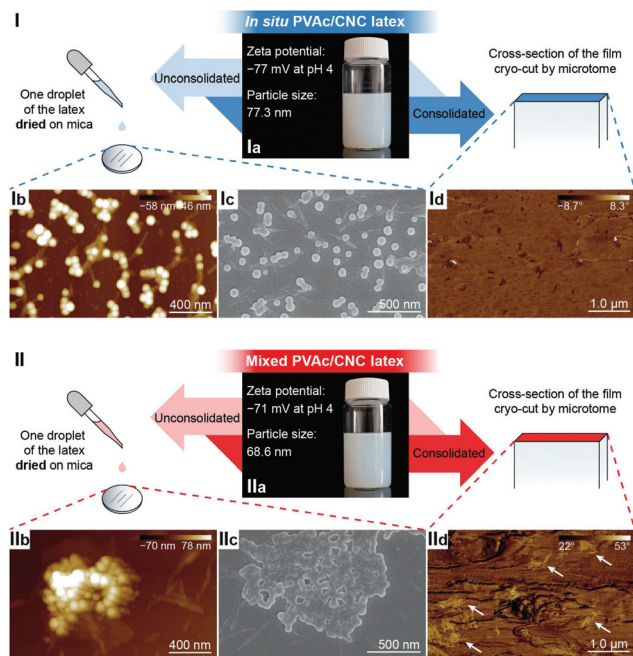 I
In situ PVAc/CNC latex
Zeta potential:
−77 mV at pH 4
Particle size:
77.3 nm
Ia
Unconsolidated
Consolidated
One droplet
of the latex
dried on mica
Cross-section of the film
cryo-cut by microtome
Ib
−58 nm 46 nm
400 nm
Ic
500 nm
Id
−8.7° 8.3°
1.0 µm
II
Mixed PVAc/CNC latex
Zeta potential:
−71 mV at pH 4
Particle size:
68.6 nm
IIa
Unconsolidated
Consolidated
One droplet
of the latex
dried on mica
Cross-section of the film
cryo-cut by microtome
IIb
−70 nm 78 nm
400 nm
IIc
500 nm
IId
22° 53°
1.0 µm